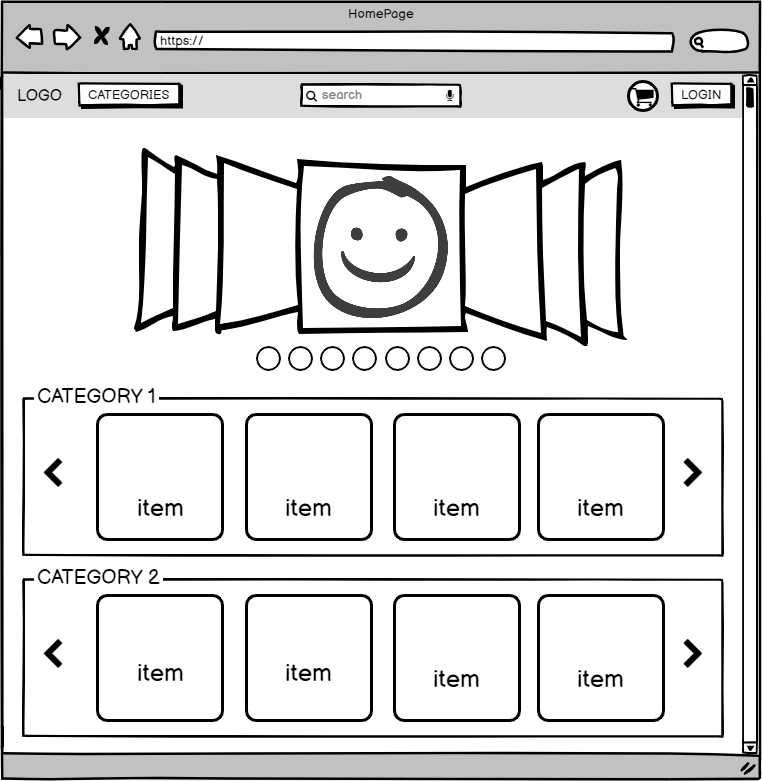 HomePage
https://
LOGO CATEGORIES search LOGIN
CATEGORY 1
item item item item
CATEGORY 2
item item item item